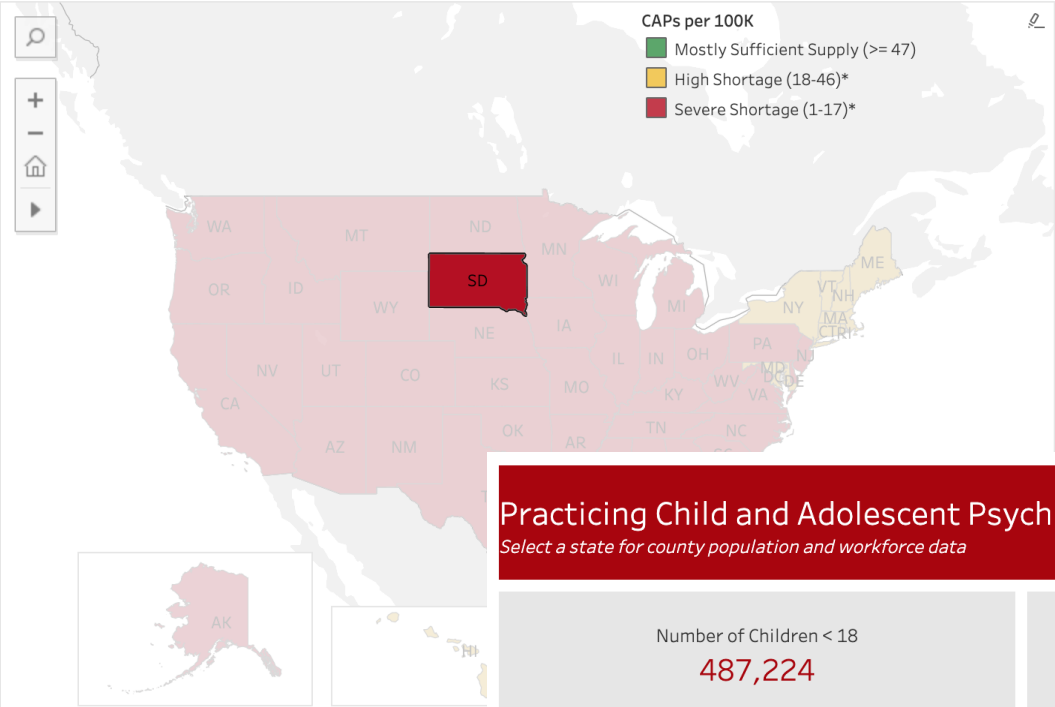 CAPs per 100K
Mostly Sufficient Supply (>= 47)
High Shortage (18-46)*
Severe Shortage (1-17)*
WA
MT
ND
MN
OR
ID
SD
WI
WY
MI
ME
VT
NH
NY
MA
CT
RI
NE
IA
PA
NJ
NV
UT
CO
IL
IN
OH
MD
DC
DE
KS
MO
WV
VA
CA
KY
AZ
NM
OK
AR
TN
NC
AK
HI
Practicing Child and Adolescent Psych
Select a state for county population and workforce data
Number of Children < 18
487,224